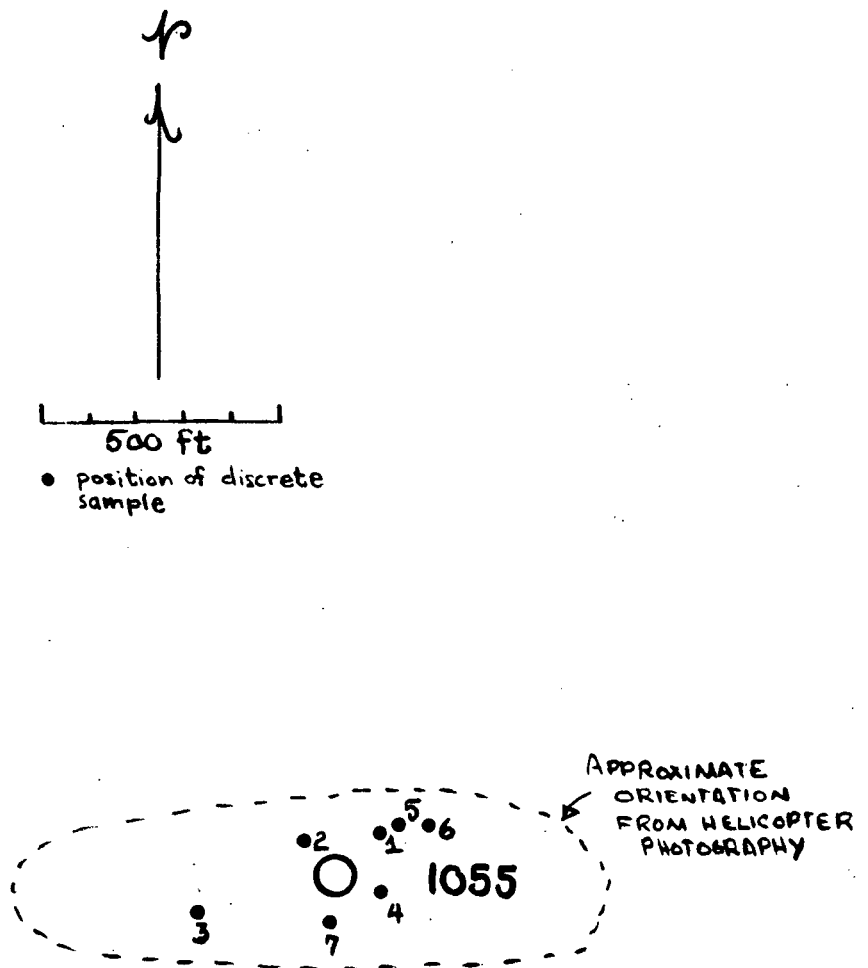 N
500 ft
● position of discrete
sample
APPROXIMATE
ORIENTATION
FROM HELICOPTER
PHOTOGRAPHY
5
2
1
6
1055
4
3
7